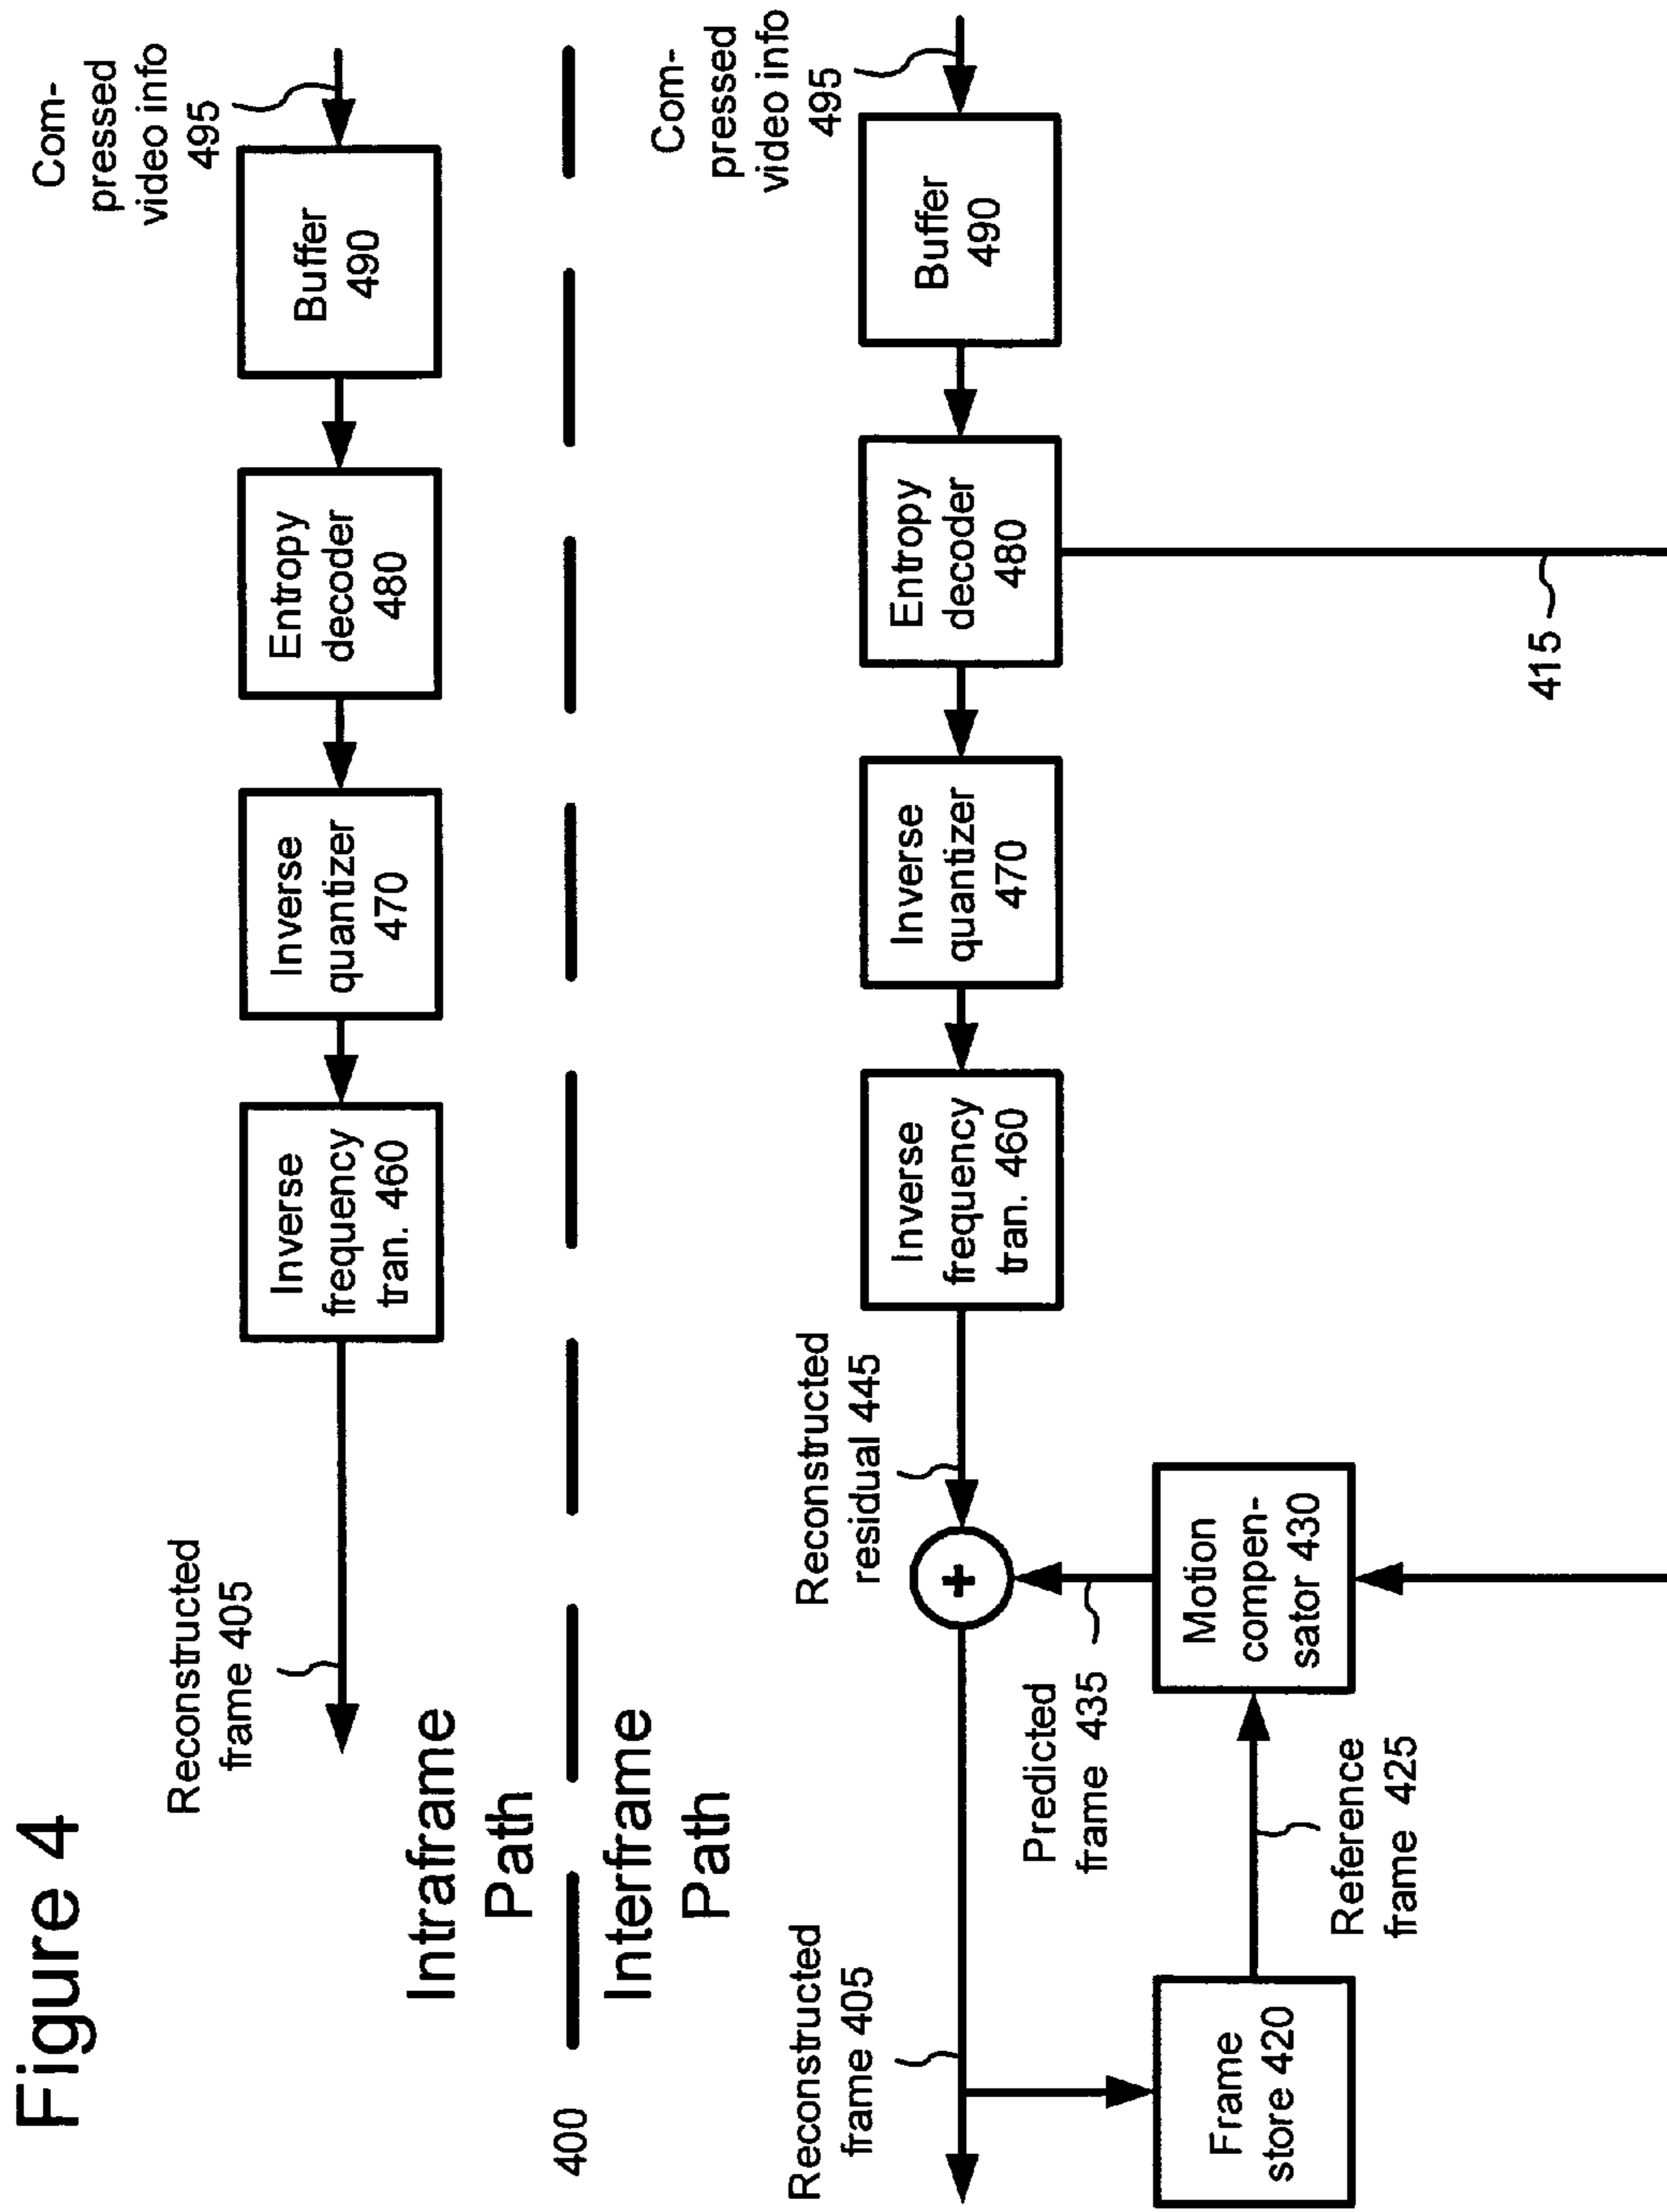 Figure 4
Reconstructed
frame 405
Inverse
frequency
tran. 460
Inverse
quantizer
470
Entropy
decoder
480
Buffer
490
Com-
pressed
video info
495
Intraframe
Path
400
Interframe
Path
Reconstructed
frame 405
Reconstructed
residual 445
Inverse
frequency
tran. 460
Inverse
quantizer
470
Entropy
decoder
480
Buffer
490
Com-
pressed
video info
495
+
Predicted
frame 435
Motion
compen-
sator 430
Reference
frame 425
Frame
store 420
415